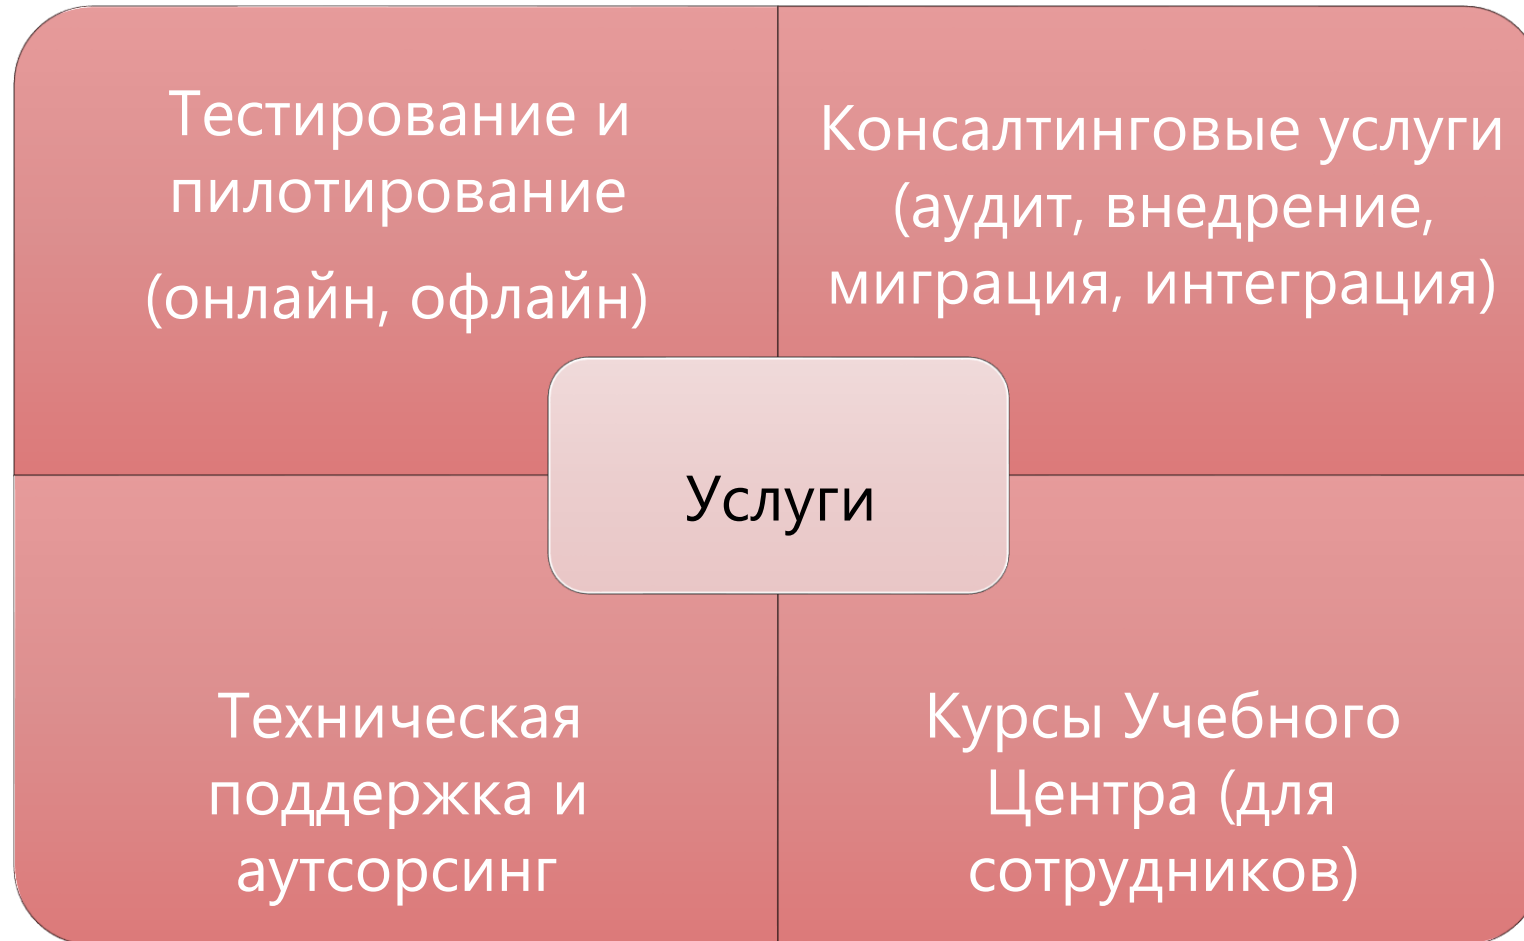 Тестирование и
пилотирование
(онлайн, офлайн)
Консалтинговые услуги
(аудит, внедрение,
миграция, интеграция)
Услуги
Техническая
поддержка и
аутсорсинг
Курсы Учебного
Центра (для
сотрудников)